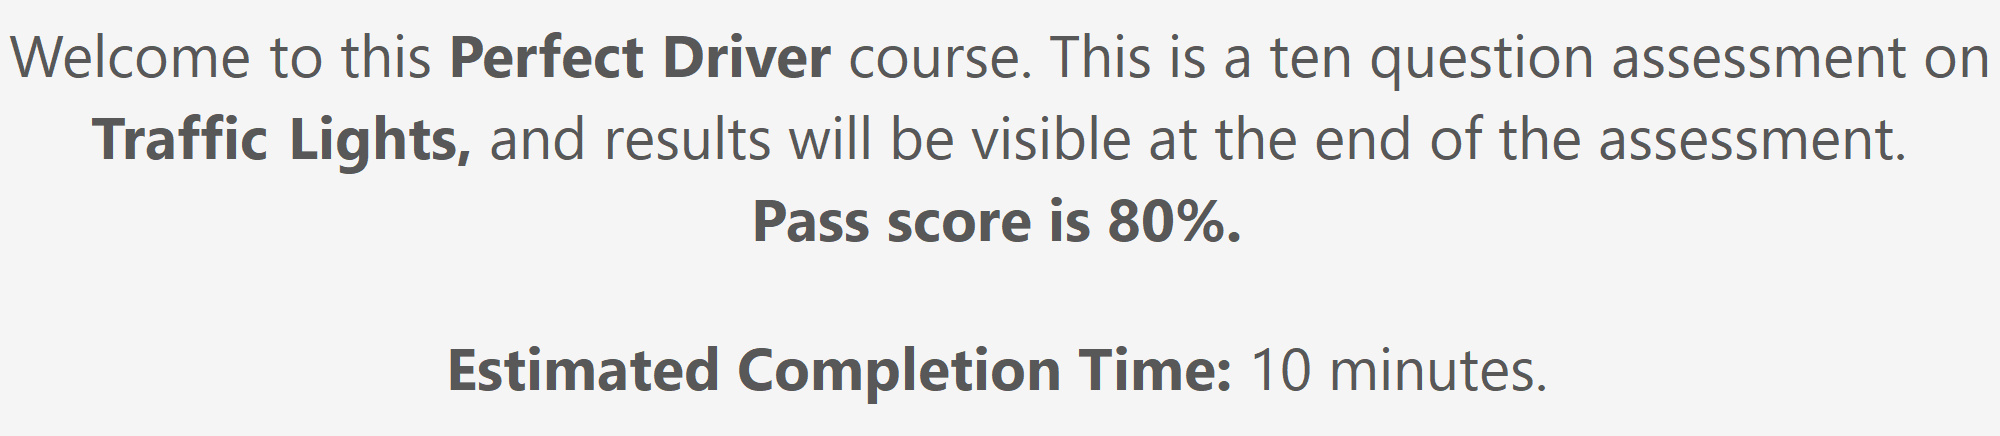 Welcome to this Perfect Driver course. This is a ten question assessment on
Traffic Lights, and results will be visible at the end of the assessment.
Pass score is 80%.
Estimated Completion Time: 10 minutes.